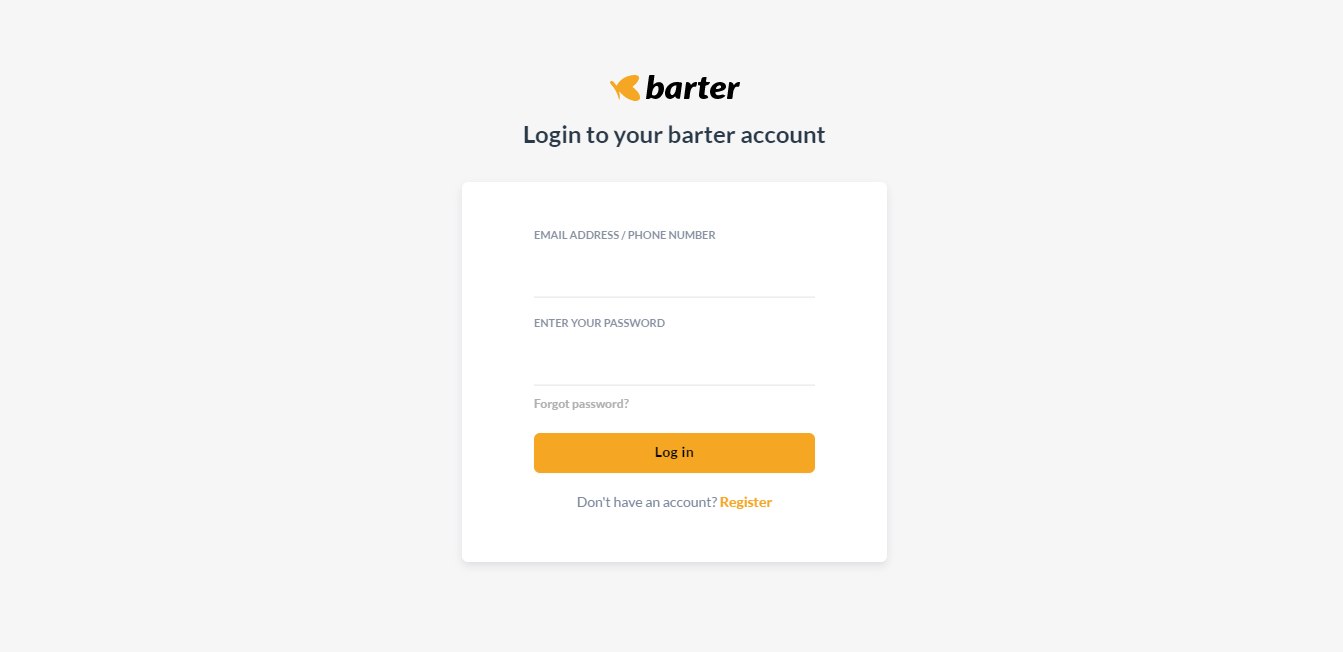 barter
Login to your barter account
EMAIL ADDRESS / PHONE NUMBER
ENTER YOUR PASSWORD
Forgot password?
Log in
Don't have an account? Register